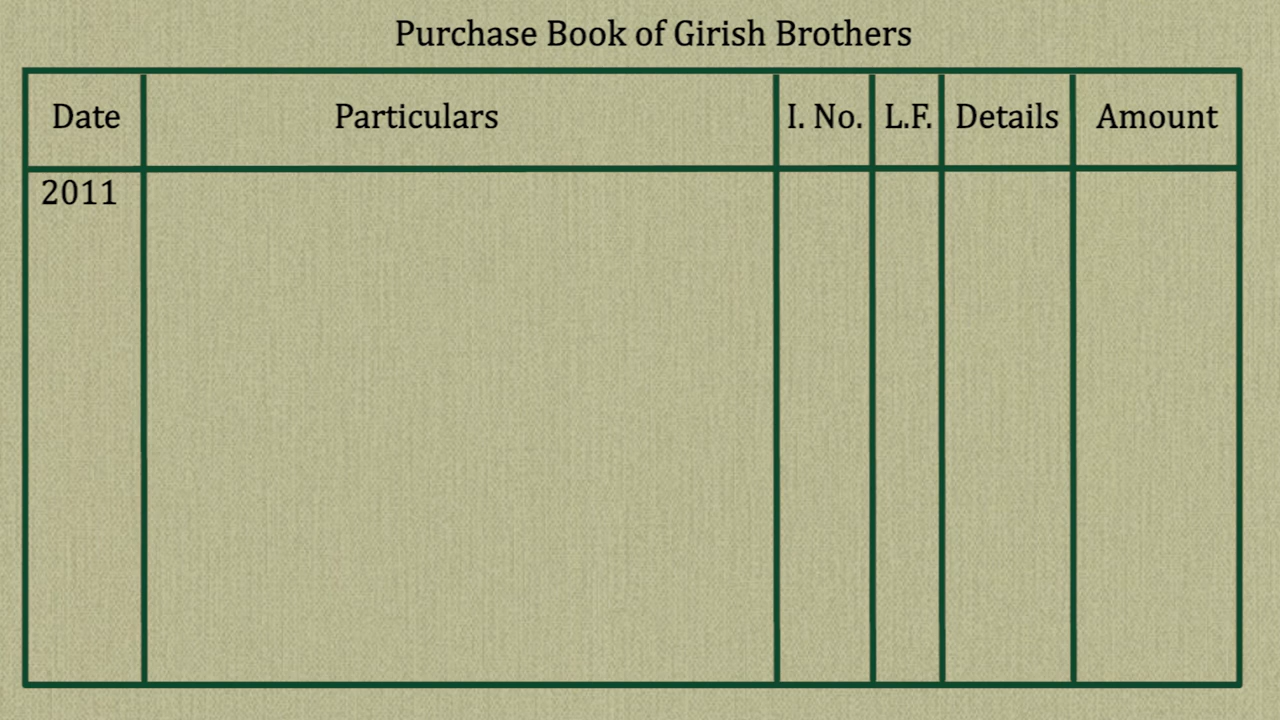 Purchase Book of Girish Brothers
Date Particulars I. No. L.F. Details Amount
2011